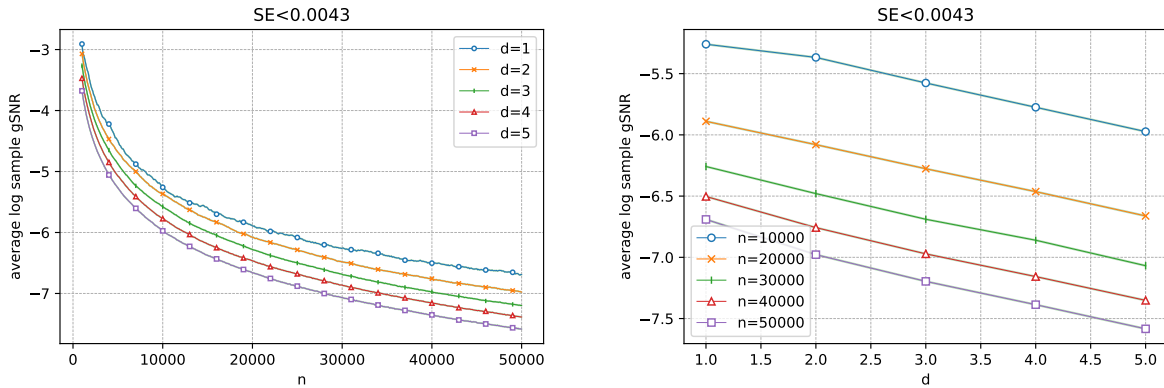 SE<0.0043
average log sample gSNR
−3
−4
−5
−6
−7
0
10000
20000
30000
40000
50000
n
d=1
d=2
d=3
d=4
d=5
SE<0.0043
average log sample gSNR
−5.5
−6.0
−6.5
−7.0
−7.5
1.0
1.5
2.0
2.5
3.0
3.5
4.0
4.5
5.0
d
n=10000
n=20000
n=30000
n=40000
n=50000